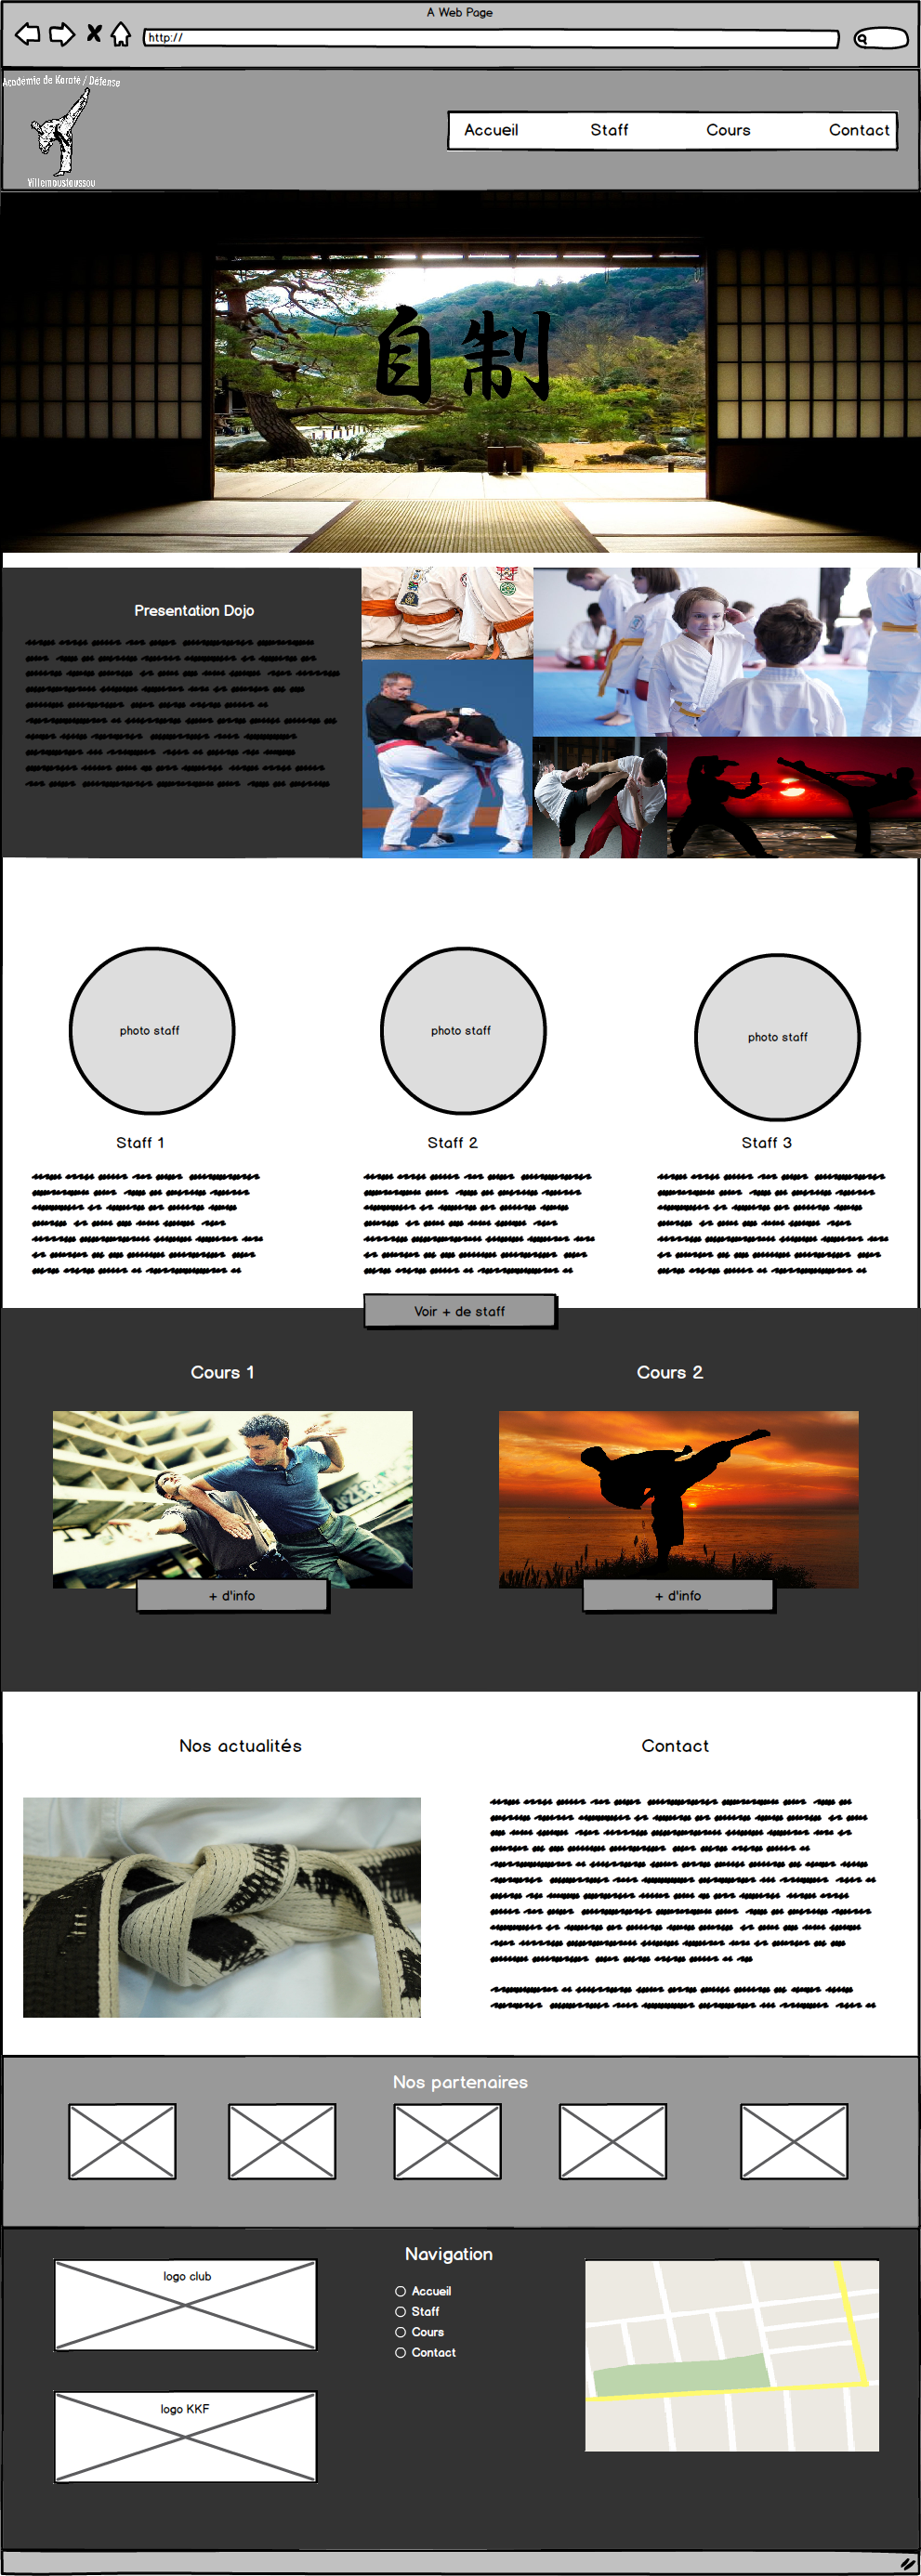 A Web Page
http://
Académie de Karaté / Défense
Villemoustaussou
Accueil Staff Cours Contact
自制
Presentation Dojo
photo staff
photo staff
photo staff
Staff 1
Staff 2
Staff 3
Voir + de staff
Cours 1
Cours 2
+ d'info
+ d'info
Nos actualités
Contact
Nos partenaires
logo club
logo KKF
Navigation
Accueil
Staff
Cours
Contact